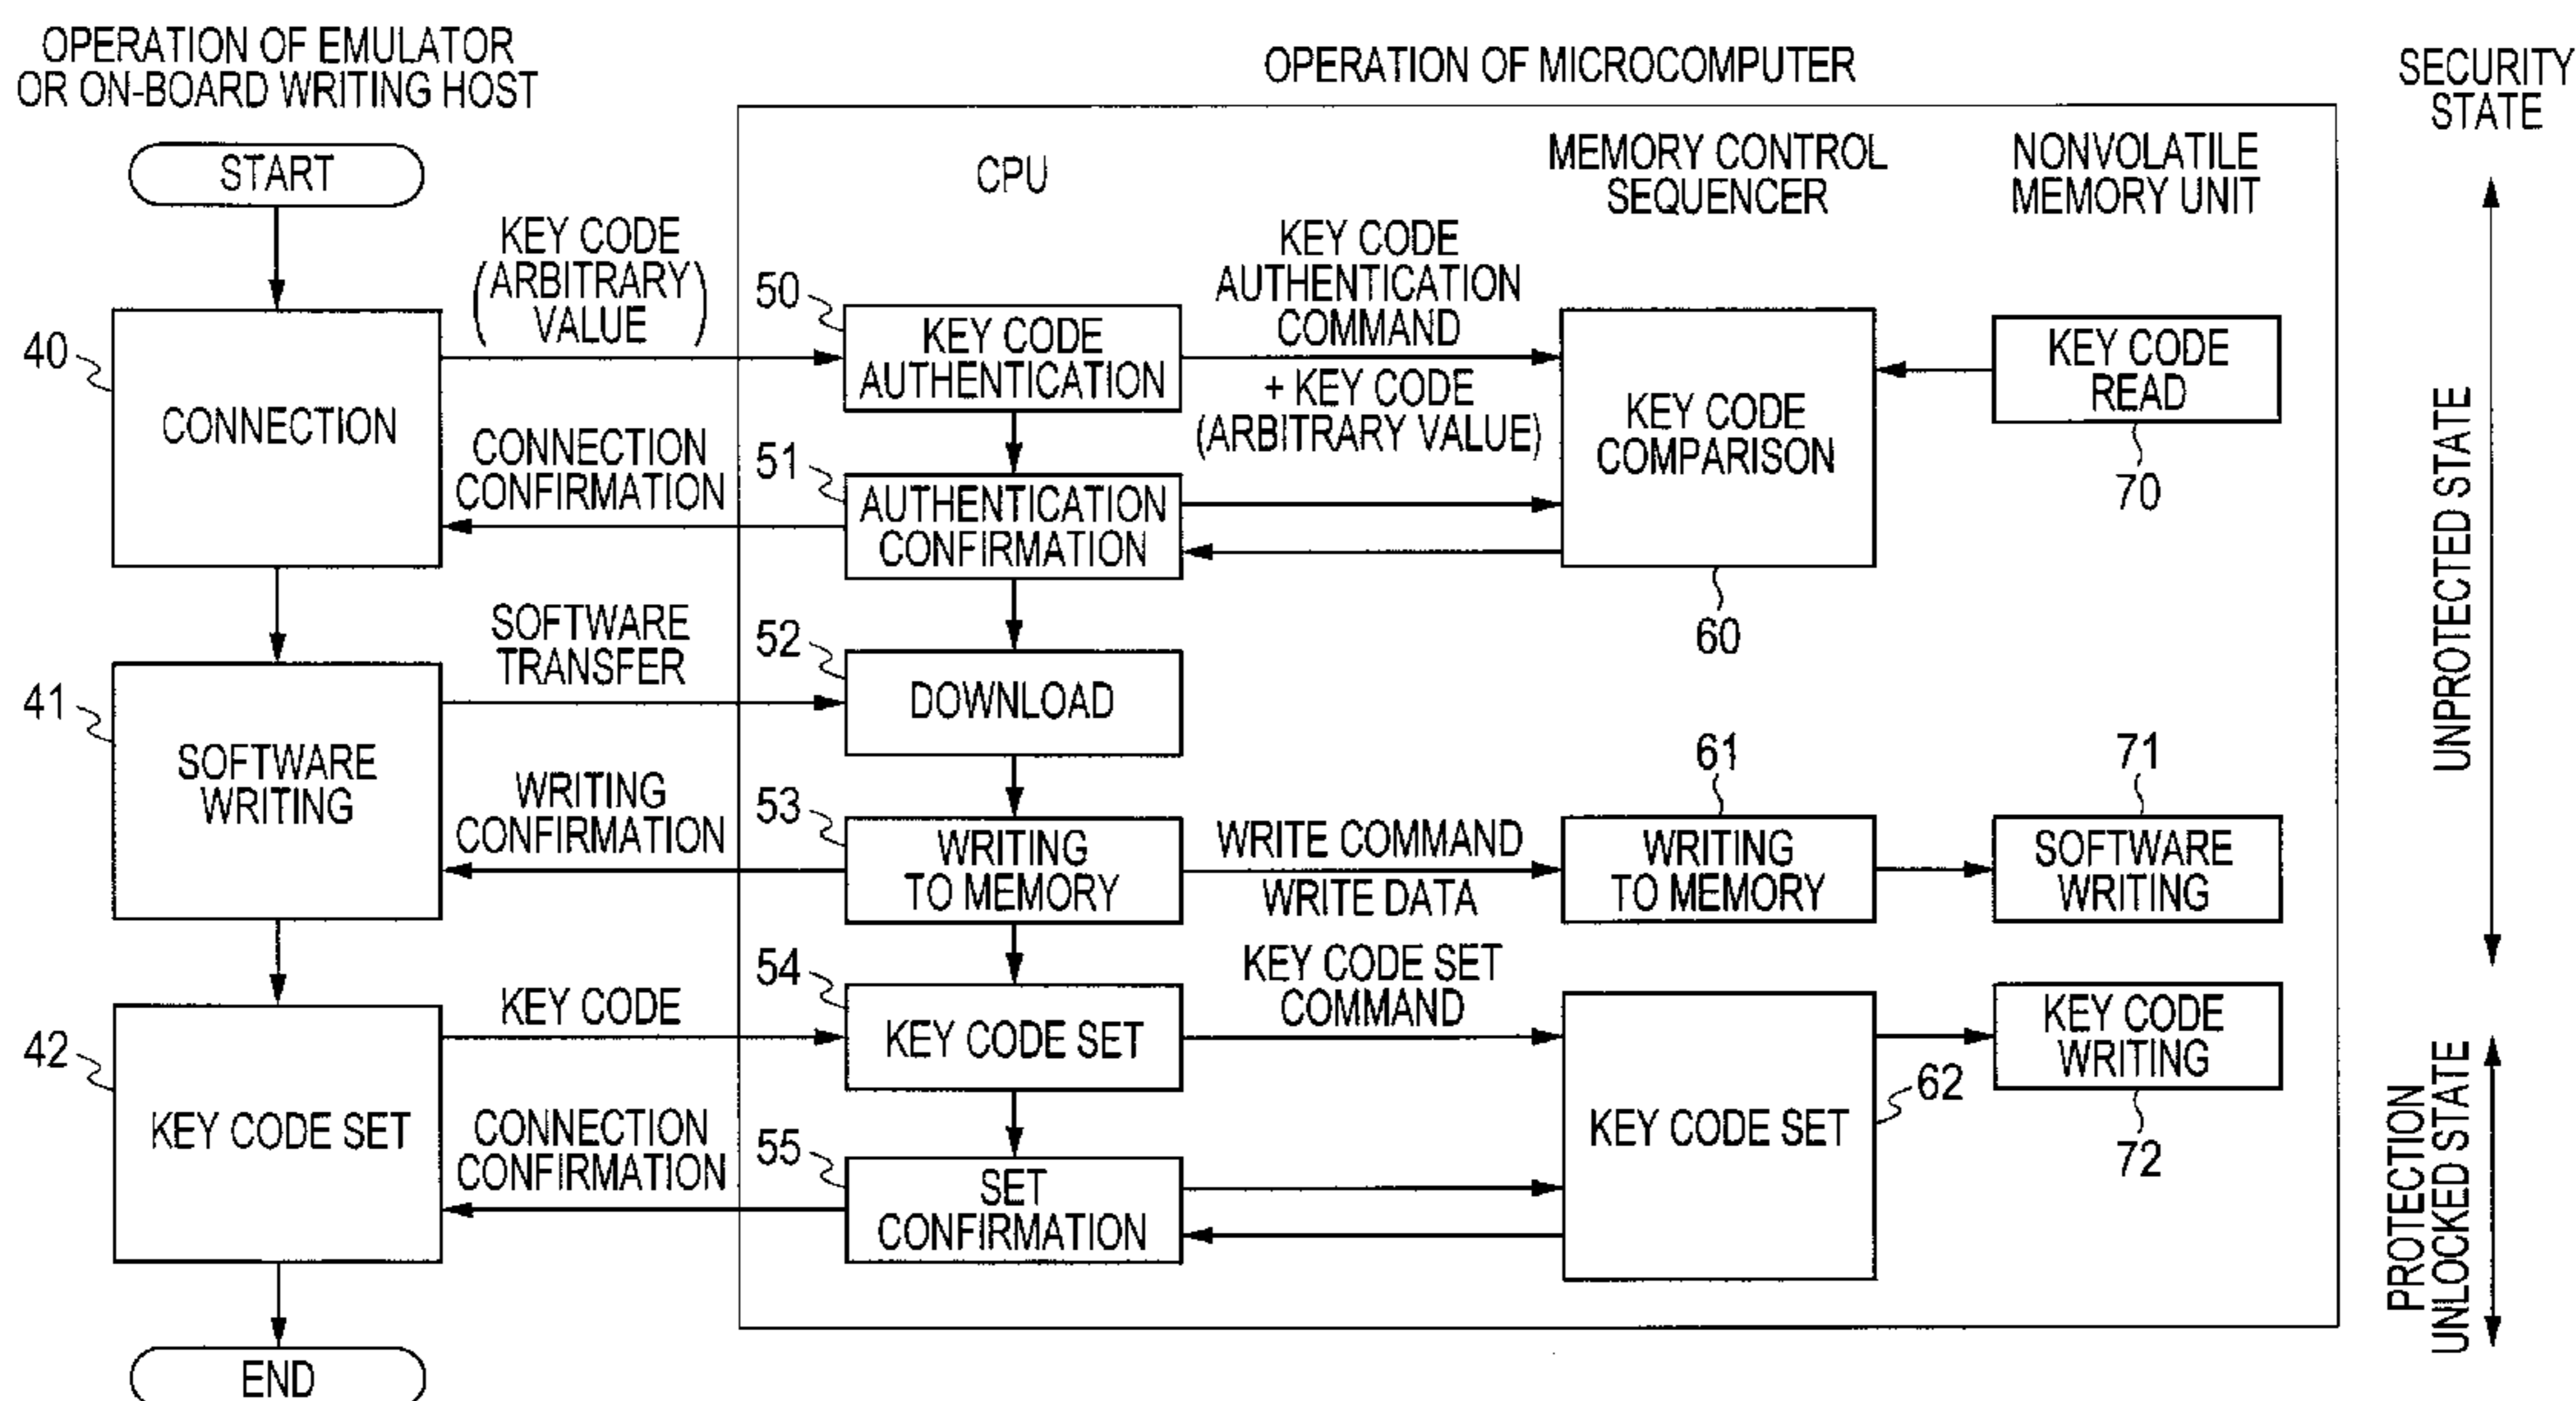 OPERATION OF EMULATOR
OR ON-BOARD WRITING HOST
OPERATION OF MICROCOMPUTER
SECURITY
STATE
START
CPU
MEMORY CONTROL
SEQUENCER
NONVOLATILE
MEMORY UNIT
40
CONNECTION
KEY CODE
(ARBITRARY
VALUE)
50
KEY CODE
AUTHENTICATION
KEY CODE
AUTHENTICATION
COMMAND
+ KEY CODE
(ARBITRARY VALUE)
KEY CODE
COMPARISON
60
KEY CODE
READ
70
CONNECTION
CONFIRMATION
51
AUTHENTICATION
CONFIRMATION
UNPROTECTED STATE
41
SOFTWARE
WRITING
SOFTWARE
TRANSFER
52
DOWNLOAD
WRITING
CONFIRMATION
53
WRITING
TO MEMORY
WRITE COMMAND
WRITE DATA
61
WRITING
TO MEMORY
71
SOFTWARE
WRITING
42
KEY CODE SET
KEY CODE
54
KEY CODE SET
KEY CODE SET
COMMAND
KEY CODE SET
62
KEY CODE
WRITING
72
CONNECTION
CONFIRMATION
55
SET
CONFIRMATION
PROTECTION
UNLOCKED STATE
END